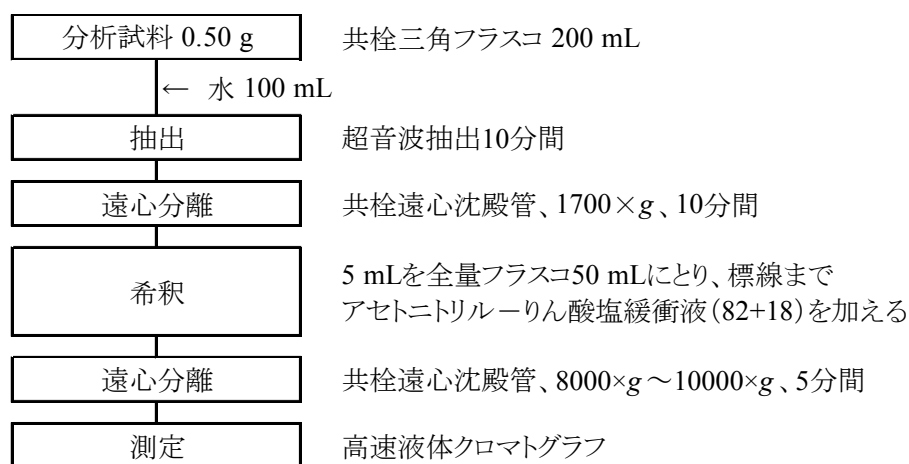 分析試料 0.50 g 共栓三角フラスコ 200 mL
← 水 100 mL
抽出 超音波抽出10分間
遠心分離 共栓遠心沈殿管、1700×g、10分間
希釈 5 mLを全量フラスコ50 mLにとり、標線まで
アセトニトリル－りん酸塩緩衝液(82+18)を加える
遠心分離 共栓遠心沈殿管、8000×g～10000×g、5分間
測定 高速液体クロマトグラフ